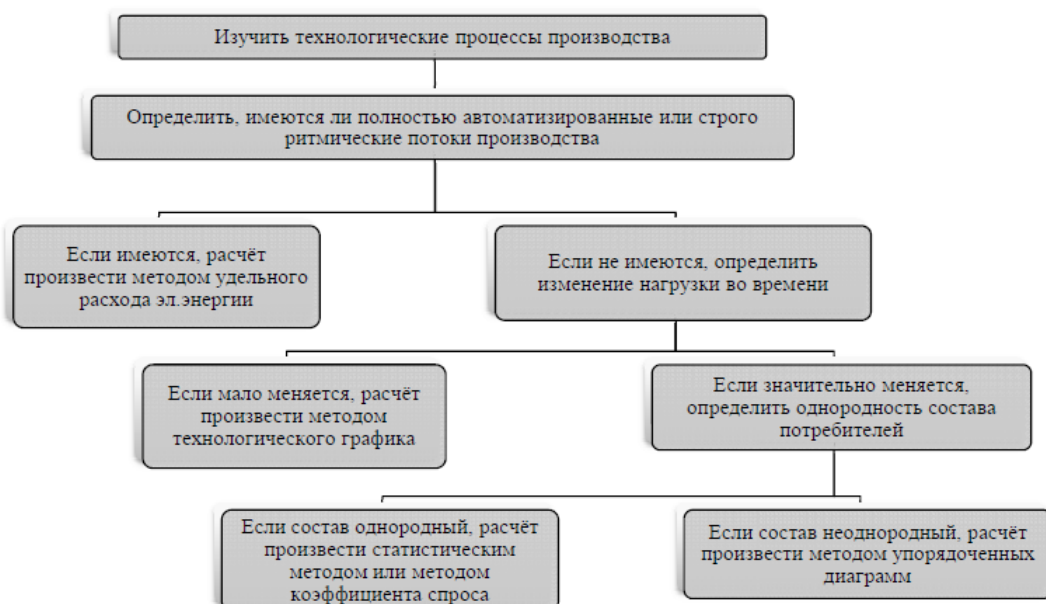 Изучить технологические процессы производства
Определить, имеются ли полностью автоматизированные или строго
ритмические потоки производства
Если имеются, расчёт
произвести методом удельного
расхода эл.энергии
Если не имеются, определить
изменение нагрузки во времени
Если мало меняется, расчёт
произвести методом
технологического графика
Если значительно меняется,
определить однородность состава
потребителей
Если состав однородный, расчёт
произвести статистическим
методом или методом
коэффициента спроса
Если состав неоднородный, расчёт
произвести методом упорядоченных
диаграмм